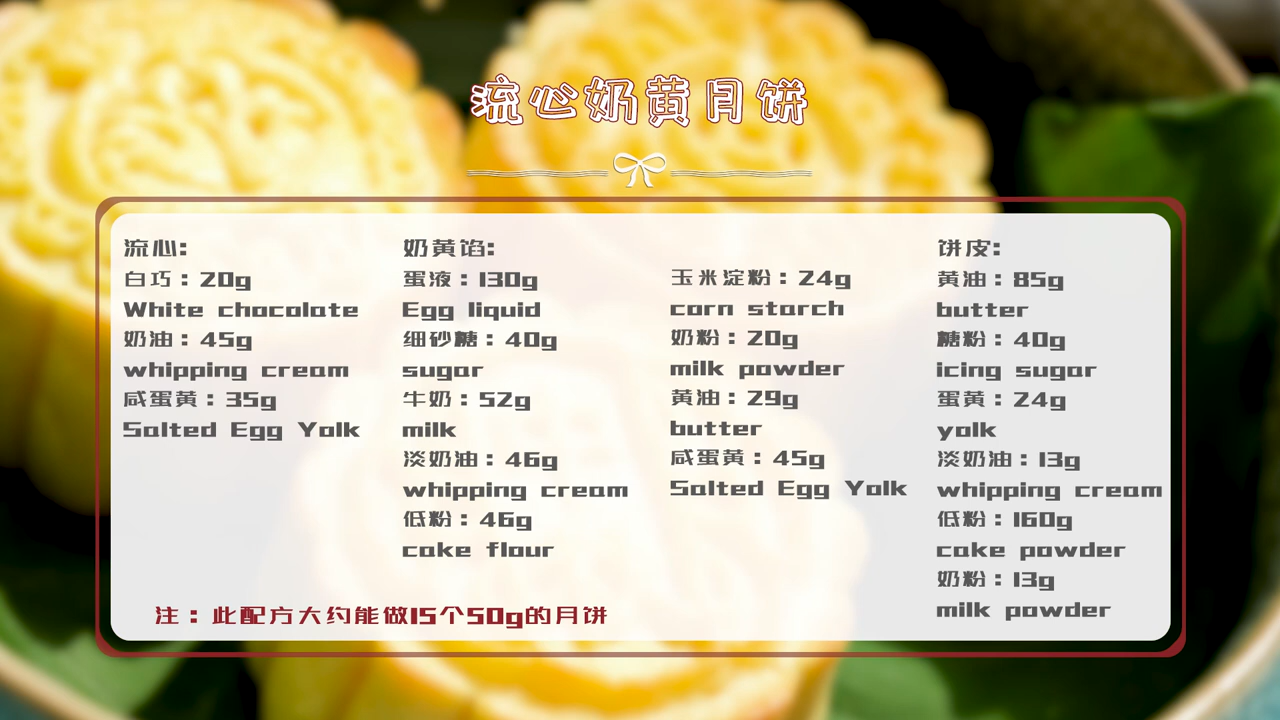 流心奶黄月饼
流心:
白巧：20g
White chocolate
奶油：45g
whipping cream
咸蛋黄：35g
Salted Egg Yolk
奶黄馅:
蛋液：130g
Egg liquid
细砂糖：40g
sugar
牛奶：52g
milk
淡奶油：46g
whipping cream
低粉：46g
cake flour
玉米淀粉：24g
corn starch
奶粉：20g
milk powder
黄油：29g
butter
咸蛋黄：45g
Salted Egg Yolk
饼皮:
黄油：85g
butter
糖粉：40g
icing sugar
蛋黄：24g
yolk
淡奶油：13g
whipping cream
低粉：160g
cake powder
奶粉：13g
milk powder
注：此配方大约能做15个50g的月饼